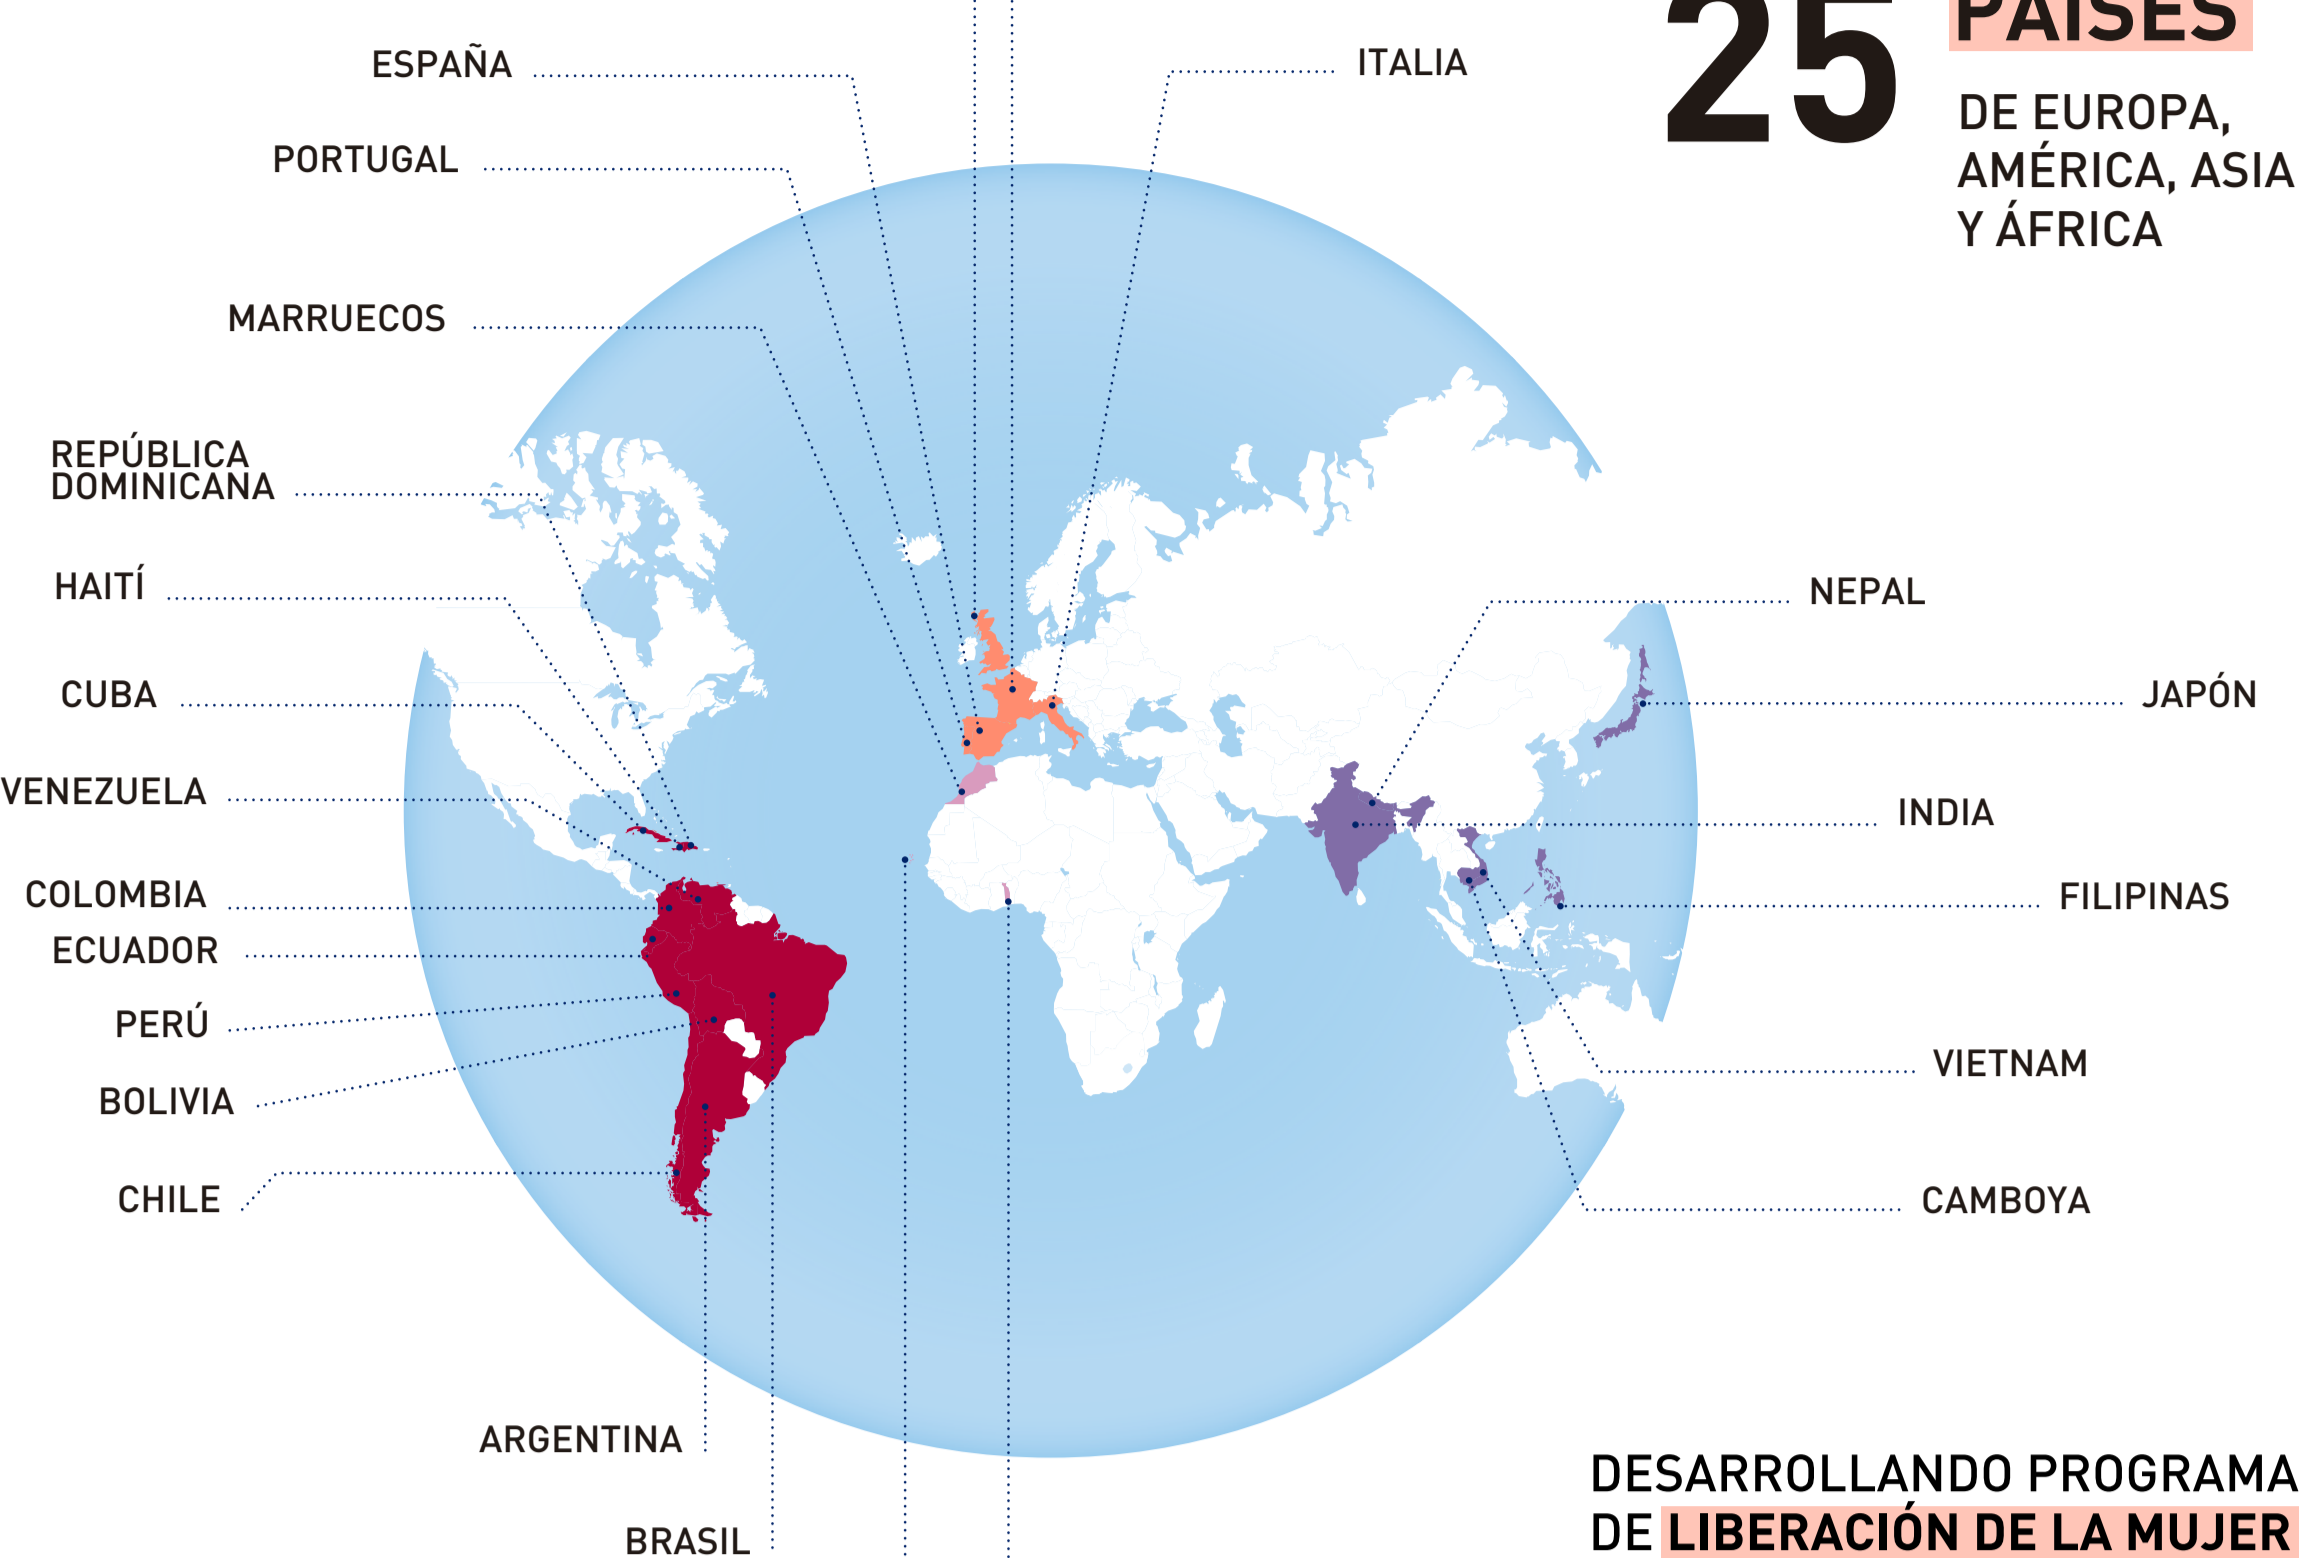 25 PAÍSES
DE EUROPA,
AMÉRICA, ASIA
Y ÁFRICA
ESPAÑA
ITALIA
PORTUGAL
MARRUECOS
REPÚBLICA
DOMINICANA
HAITÍ
NEPAL
CUBA
JAPÓN
VENEZUELA
INDIA
COLOMBIA
FILIPINAS
ECUADOR
PERÚ
VIETNAM
BOLIVIA
CHILE
CAMBOYA
ARGENTINA
BRASIL
DESARROLLANDO PROGRAMA
DE LIBERACIÓN DE LA MUJER